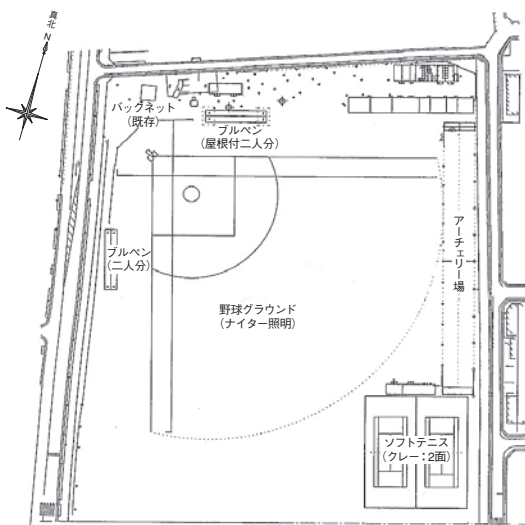 真北
N
バックネット
（既存）
ブルペン
（屋根付二人分）
ブルペン
（二人分）
アーチェリー場
野球グラウンド
（ナイター照明）
ソフトテニス
（クレー：2面）